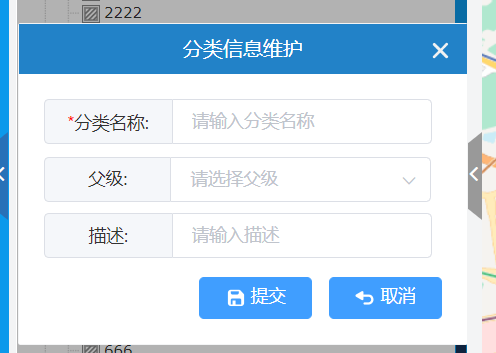 2222
分类信息维护
*分类名称: 请输入分类名称
父级: 请选择父级
描述: 请输入描述
提交 取消
666